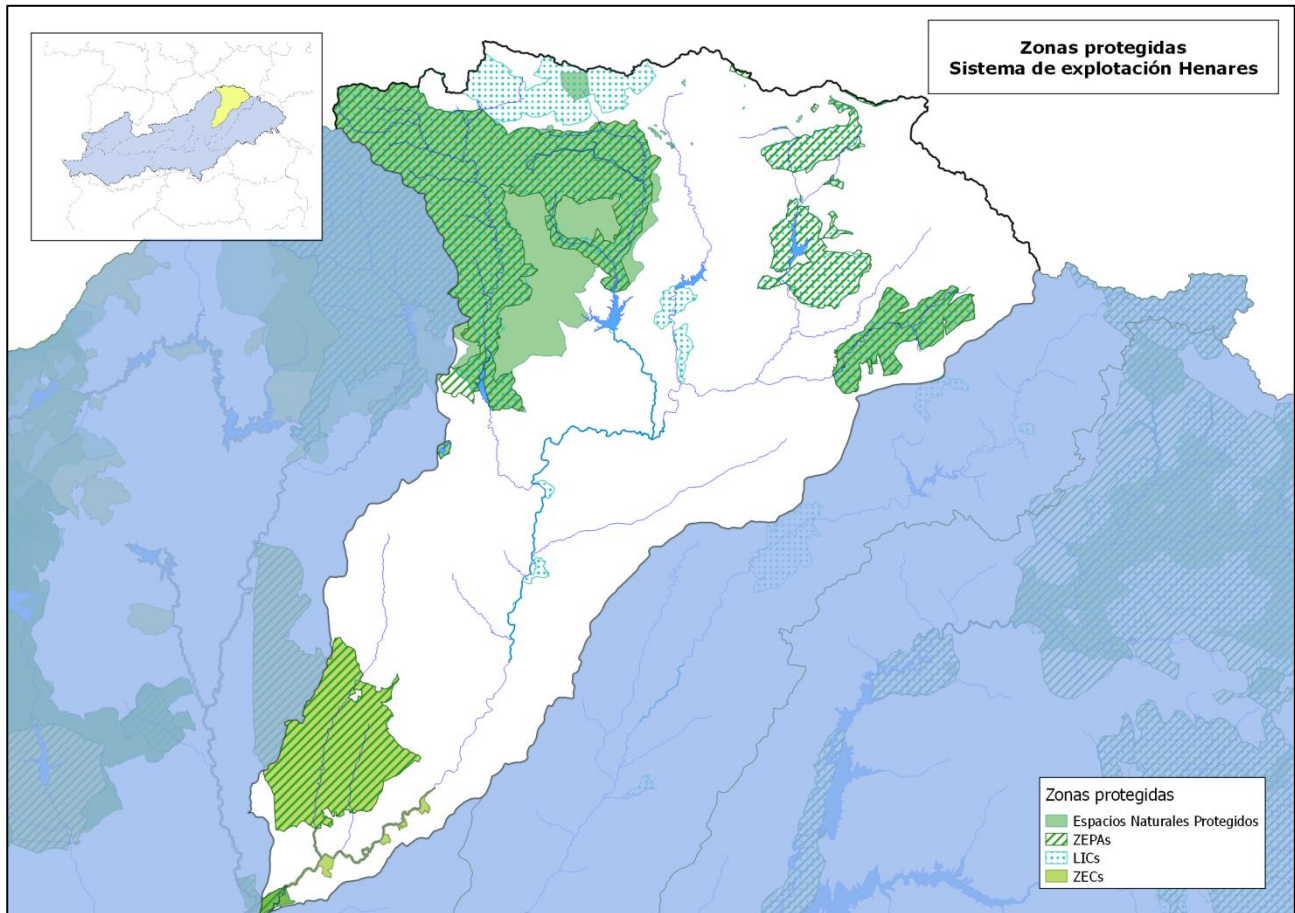 Zonas protegidas
Sistema de explotación Henares
Zonas protegidas
Espacios Naturales Protegidos
ZEPAs
LICs
ZECs